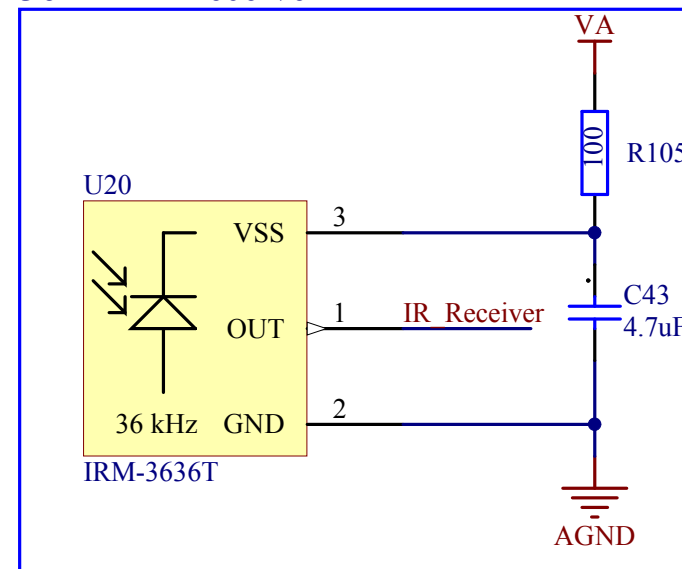 VA
100
R105
U20
VSS
3
C43
4.7uF
OUT
1
IR_Receiver
36 kHz
GND
2
IRM-3636T
AGND